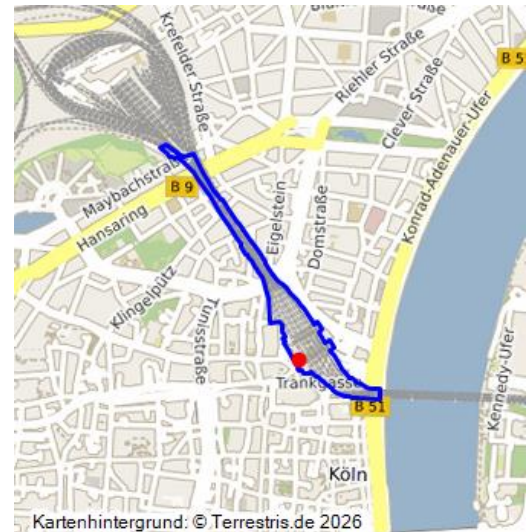 Krefelder Straße
Riehler Straße
B 5
Clever Straße
Konrad-Adenauer-Ufer
Maybachstraß
B 9
Hansaring
Eigelstein
Domstraße
Klingelpütz
Tunisstraße
Trankgasse
B 51
Kennedy-Ufer
Köln
Kartenhintergrund: © Terrestris.de 2026